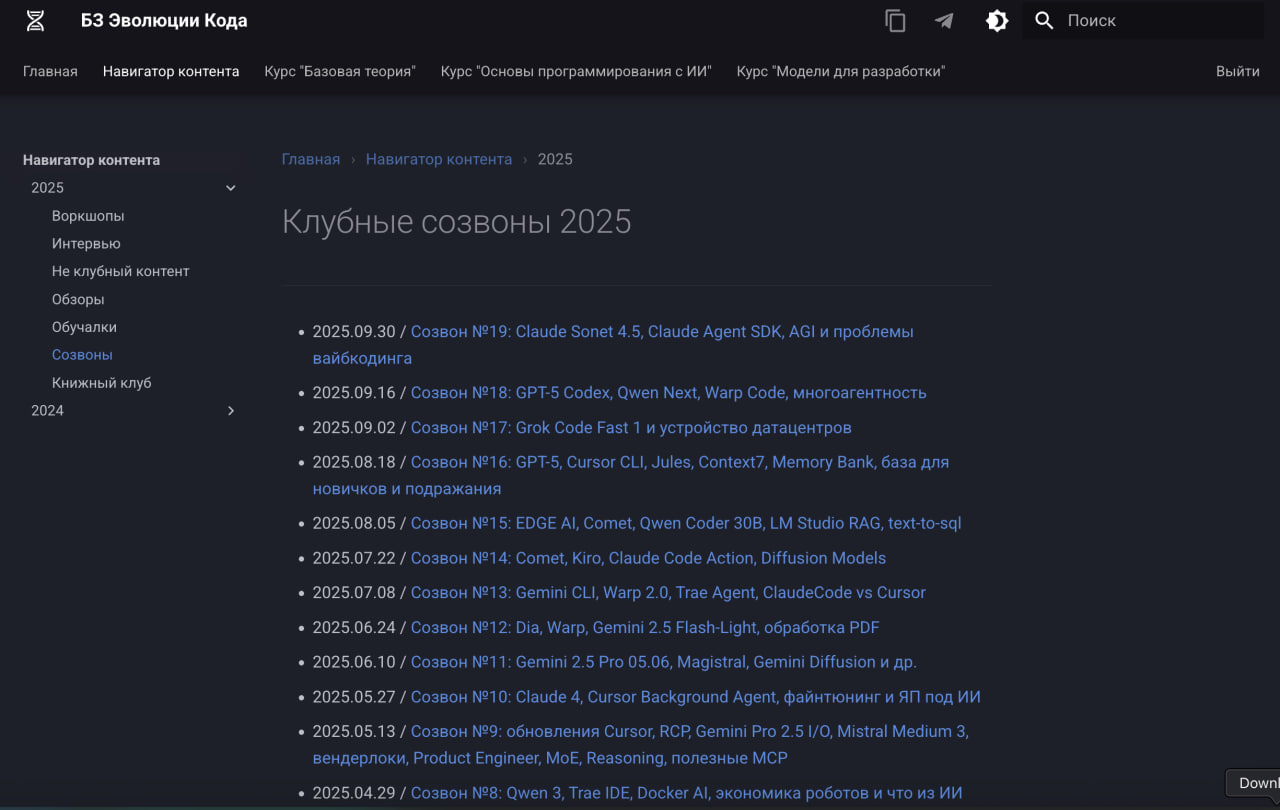 БЗ Эволюции Кода
Поиск
Главная
Навигатор контента
Курс "Базовая теория"
Курс "Основы программирования с ИИ"
Курс "Модели для разработки"
Выйти
Навигатор контента
2025
Воркшопы
Интервью
Не клубный контент
Обзоры
Обучалки
Созвоны
Книжный клуб
2024
Главная › Навигатор контента › 2025
Клубные созвоны 2025
2025.09.30 / Созвон №19: Claude Sonet 4.5, Claude Agent SDK, AGI и проблемы
вайбкодинга
2025.09.16 / Созвон №18: GPT-5 Codex, Qwen Next, Warp Code, многоагентность
2025.09.02 / Созвон №17: Grok Code Fast 1 и устройство датацентров
2025.08.18 / Созвон №16: GPT-5, Cursor CLI, Jules, Context7, Memory Bank, база для
новичков и подражания
2025.08.05 / Созвон №15: EDGE AI, Comet, Qwen Coder 30B, LM Studio RAG, text-to-sql
2025.07.22 / Созвон №14: Comet, Kiro, Claude Code Action, Diffusion Models
2025.07.08 / Созвон №13: Gemini CLI, Warp 2.0, Trae Agent, ClaudeCode vs Cursor
2025.06.24 / Созвон №12: Dia, Warp, Gemini 2.5 Flash-Light, обработка PDF
2025.06.10 / Созвон №11: Gemini 2.5 Pro 05.06, Magistral, Gemini Diffusion и др.
2025.05.27 / Созвон №10: Claude 4, Cursor Background Agent, файнтюнинг и ЯП под ИИ
2025.05.13 / Созвон №9: обновления Cursor, RCP, Gemini Pro 2.5 I/O, Mistral Medium 3,
вендерлоки, Product Engineer, MoE, Reasoning, полезные MCP
2025.04.29 / Созвон №8: Qwen 3, Trae IDE, Docker AI, экономика роботов и что из ИИ